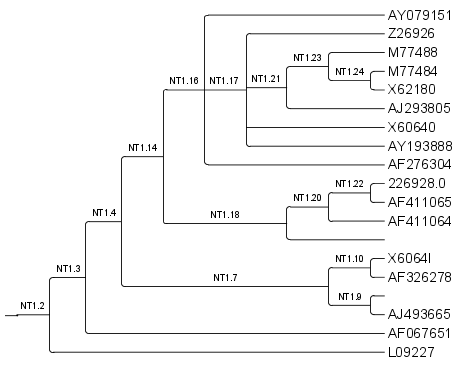 AY079151
Z26926
M77488
NT1.23
M77484
NT1.16 NT1.17 NT1.21 NT1.24
X62180
AJ293805
X60640
AY193888
NT1.14
AF276304
226928.0
NT1.22
AF411065
NT1.20
AF411064
NT1.18
NT1.4
X6064I
NT1.10
AF326278
NT1.3
NT1.7
NT1.9
AJ493665
NT1.2
AF067651
L09227